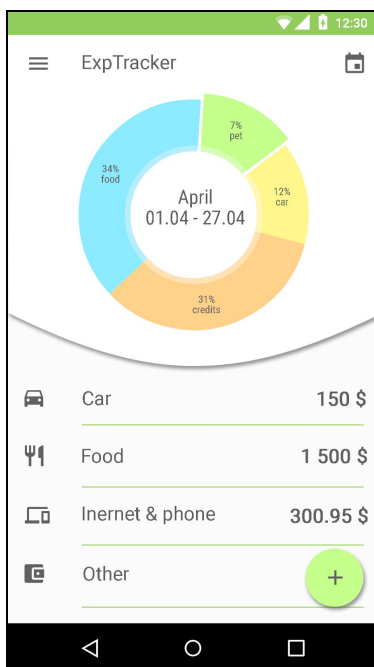 12:30
ExpTracker
7%
pet
34%
food
12%
car
April
01.04 - 27.04
31%
credits
Car 150 $
Food 1 500 $
Inernet & phone 300.95 $
Other
+